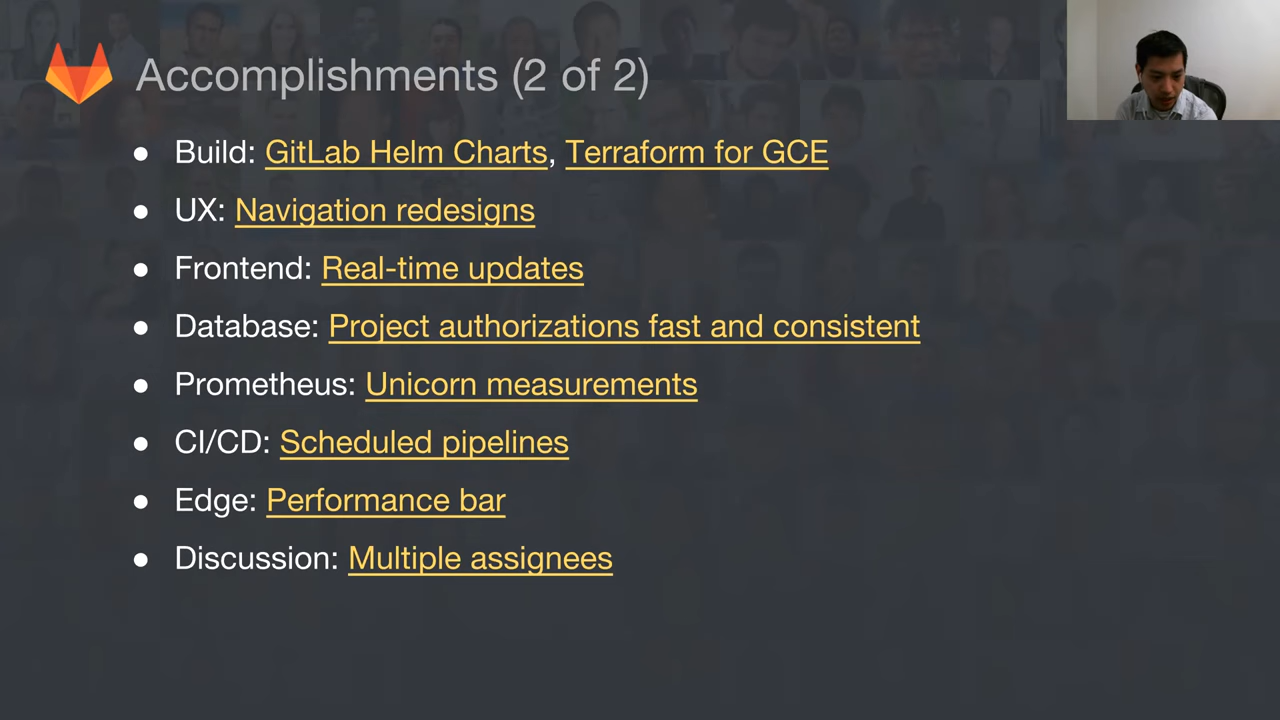 Accomplishments (2 of 2)
● Build: GitLab Helm Charts, Terraform for GCE
● UX: Navigation redesigns
● Frontend: Real-time updates
● Database: Project authorizations fast and consistent
● Prometheus: Unicorn measurements
● CI/CD: Scheduled pipelines
● Edge: Performance bar
● Discussion: Multiple assignees